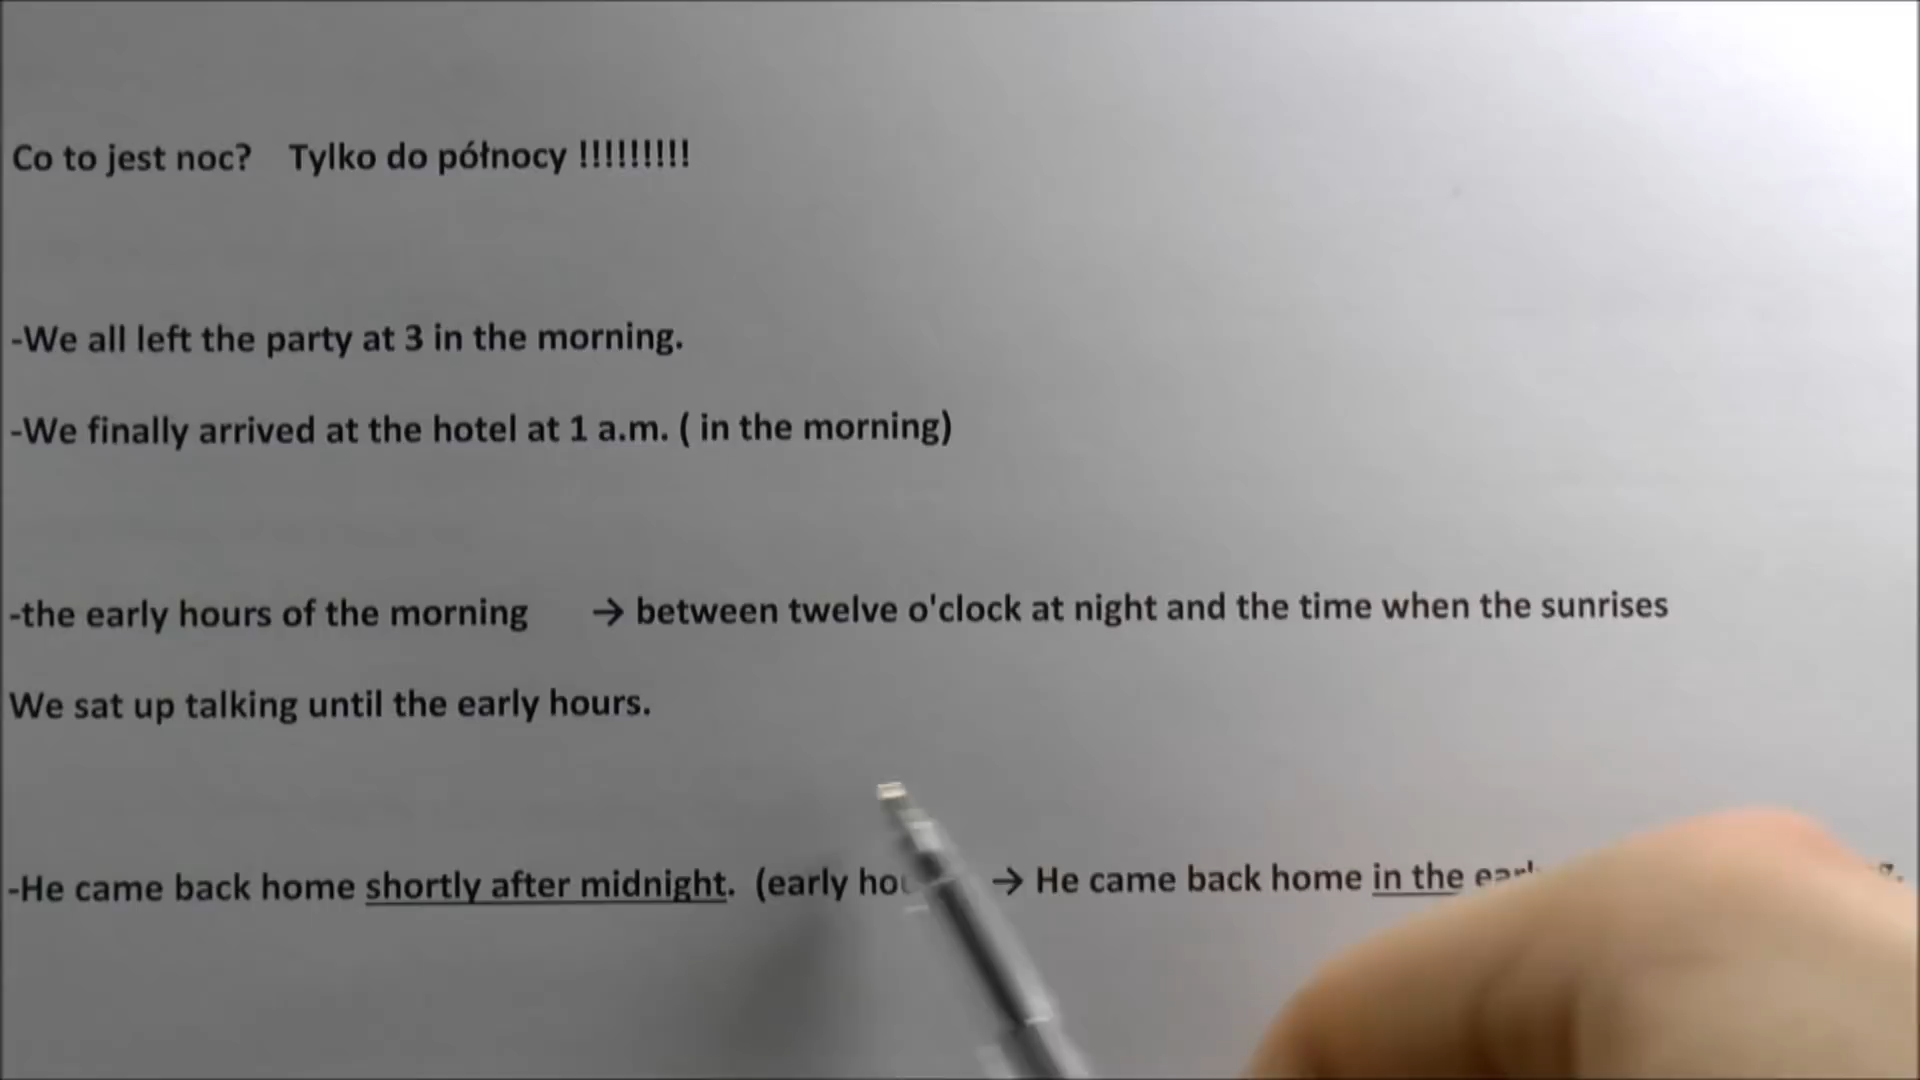 Co to jest noc? Tylko do północy !!!!!!!!!
-We all left the party at 3 in the morning.
-We finally arrived at the hotel at 1 a.m. ( in the morning)
-the early hours of the morning → between twelve o'clock at night and the time when the sunrises
We sat up talking until the early hours.
-He came back home shortly after midnight. (early → He came back home in the